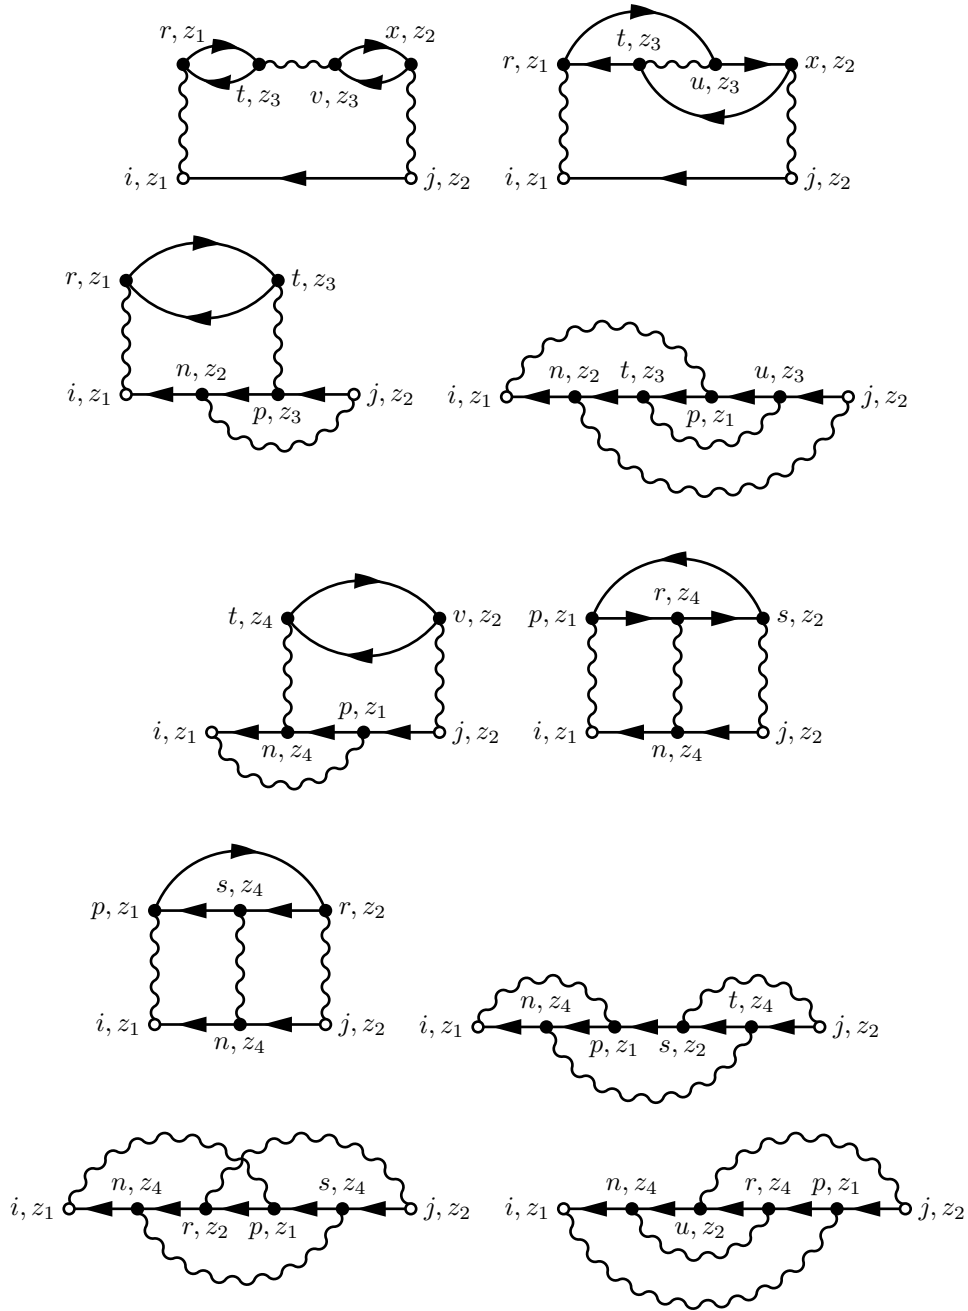 r, z₁ x, z₂ t, z₃
t, z₃ v, z₃ r, z₁ u, z₃ x, z₂
i, z₁ j, z₂ i, z₁ j, z₂
r, z₁ t, z₃
n, z₂ n, z₂ t, z₃ u, z₃
i, z₁ p, z₃ j, z₂ i, z₁ p, z₁ j, z₂
t, z₄ v, z₂ p, z₁ r, z₄ s, z₂
p, z₁
i, z₁ n, z₄ j, z₂ i, z₁ n, z₄ j, z₂
s, z₄
p, z₁ r, z₂
n, z₄ t, z₄
i, z₁ n, z₄ j, z₂ i, z₁ p, z₁ s, z₂ j, z₂
n, z₄ s, z₄ n, z₄ r, z₄ p, z₁
i, z₁ r, z₂ p, z₁ j, z₂ i, z₁ u, z₂ j, z₂